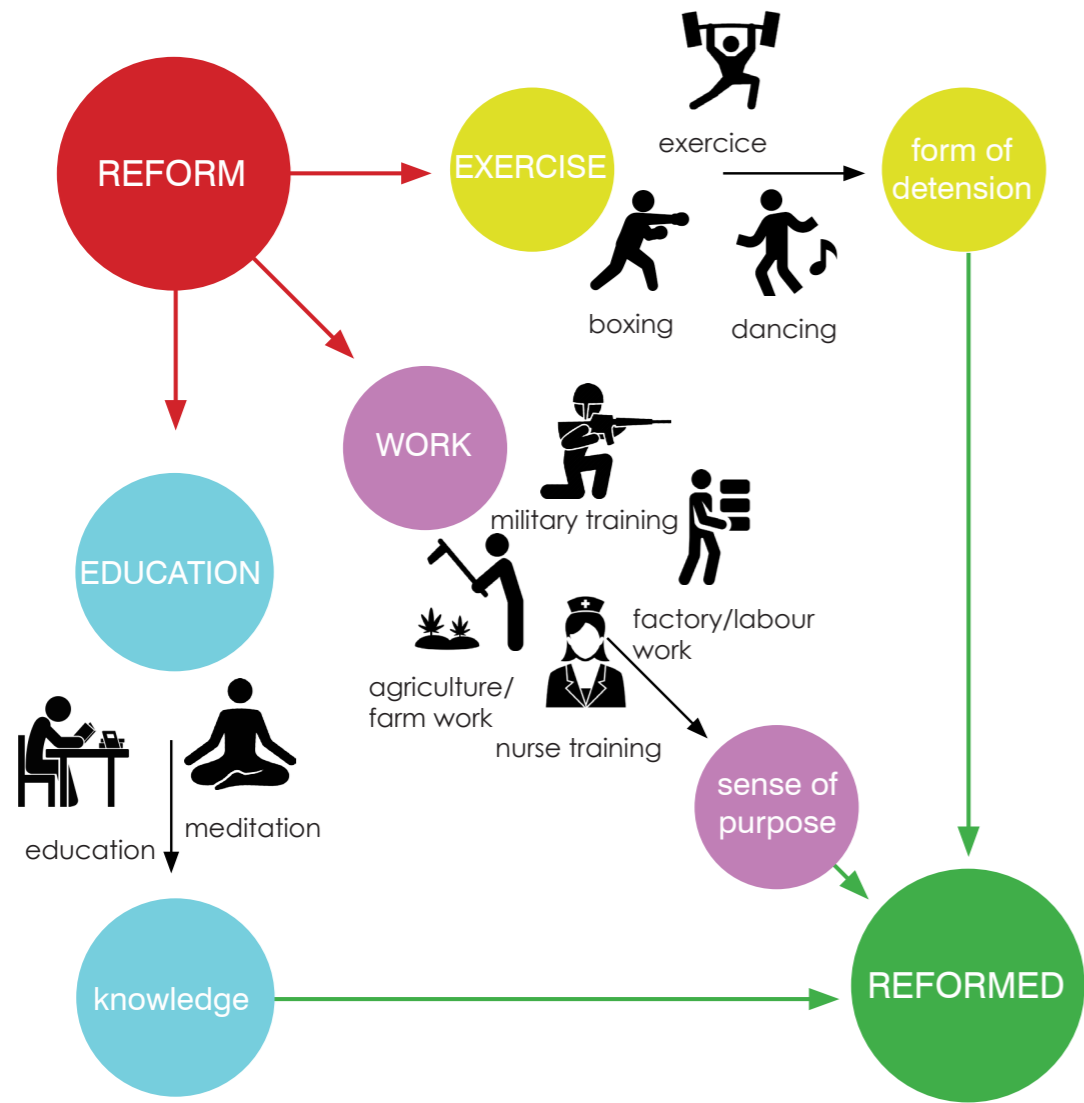 REFORM
EXERCISE
exercice
form of
detension
boxing
dancing
WORK
military training
EDUCATION
factory/labour
work
agriculture/
farm work
nurse training
sense of
purpose
meditation
education
knowledge
REFORMED